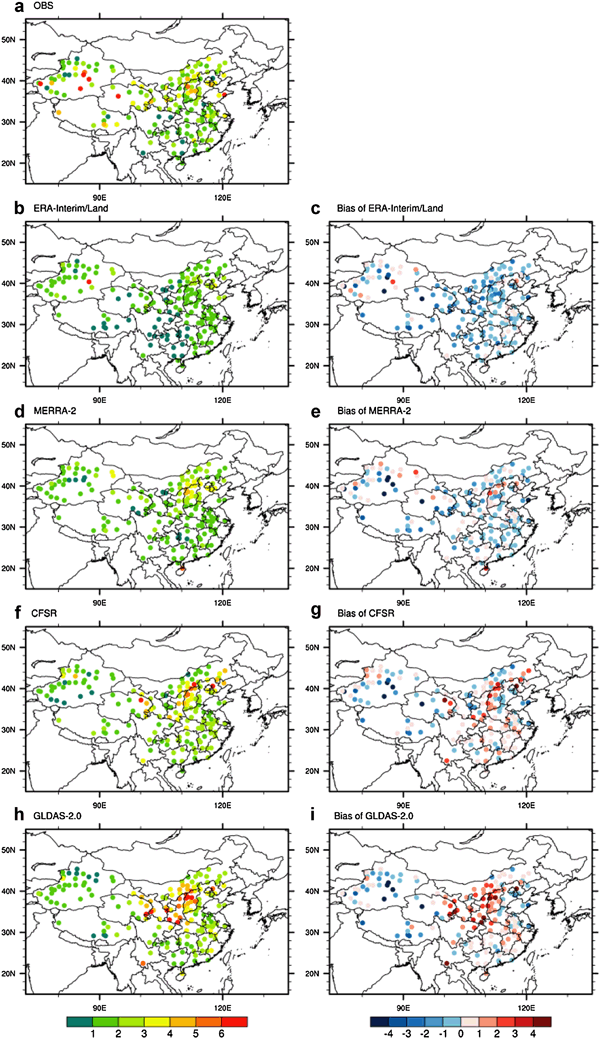 a OBS
50N
40N
30N
20N
90E 120E
b ERA-Interim/Land c Bias of ERA-Interim/Land
50N 50N
40N 40N
30N 30N
20N 20N
90E 120E 90E 120E
d MERRA-2 e Bias of MERRA-2
50N 50N
40N 40N
30N 30N
20N 20N
90E 120E 90E 120E
f CFSR g Bias of CFSR
50N 50N
40N 40N
30N 30N
20N 20N
90E 120E 90E 120E
h GLDAS-2.0 i Bias of GLDAS-2.0
50N 50N
40N 40N
30N 30N
20N 20N
90E 120E 90E 120E
1 2 3 4 5 6 -4 -3 -2 -1 0 1 2 3 4